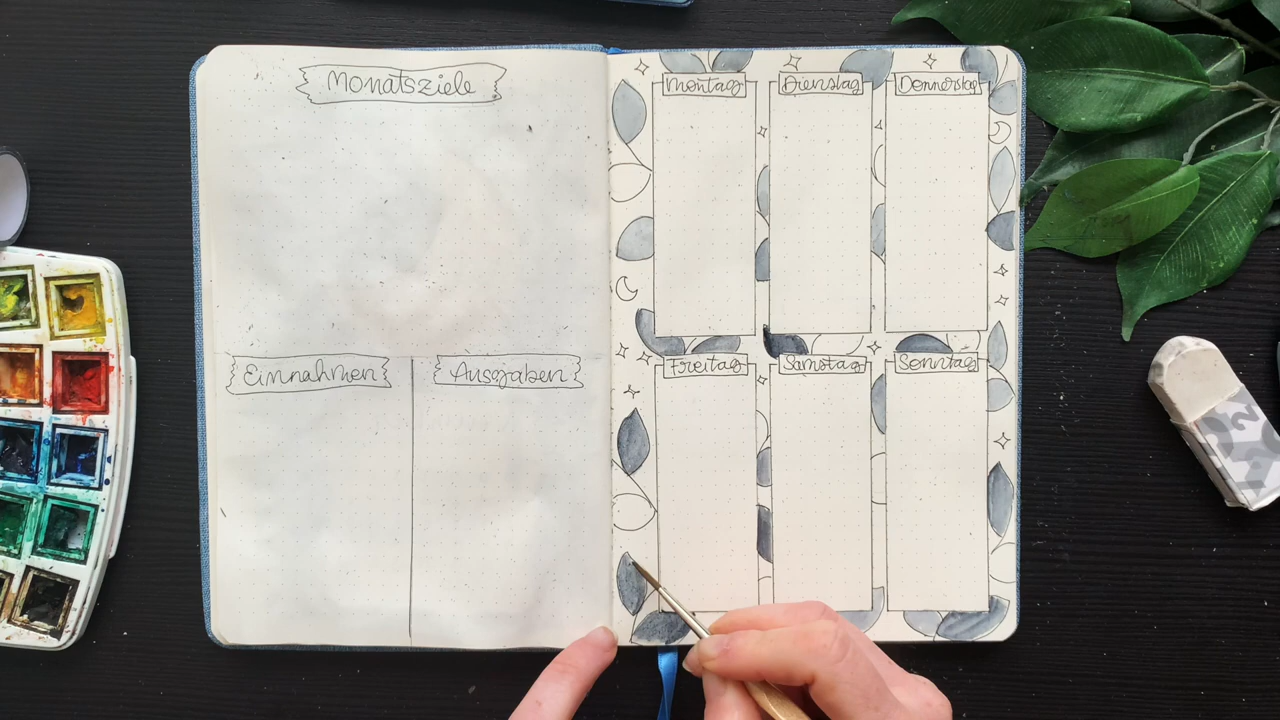 Monatsziele
Einnahmen
Ausgaben
Montag
Dienstag
Donnerstag
Freitag
Samstag
Sonntag